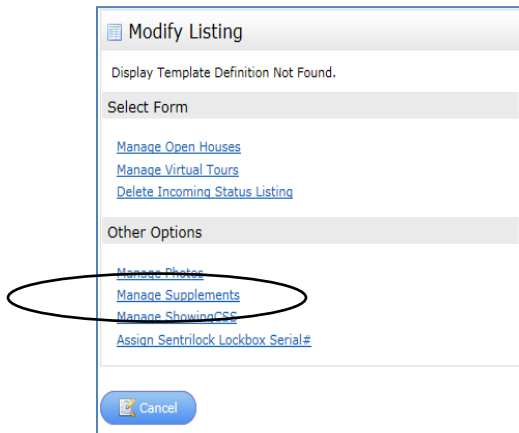 Modify Listing
Display Template Definition Not Found.
Select Form
Manage Open Houses
Manage Virtual Tours
Delete Incoming Status Listing
Other Options
Manage Photos
Manage Supplements
Manage ShowingCSS
Assign Sentrilock Lockbox Serial#
Cancel